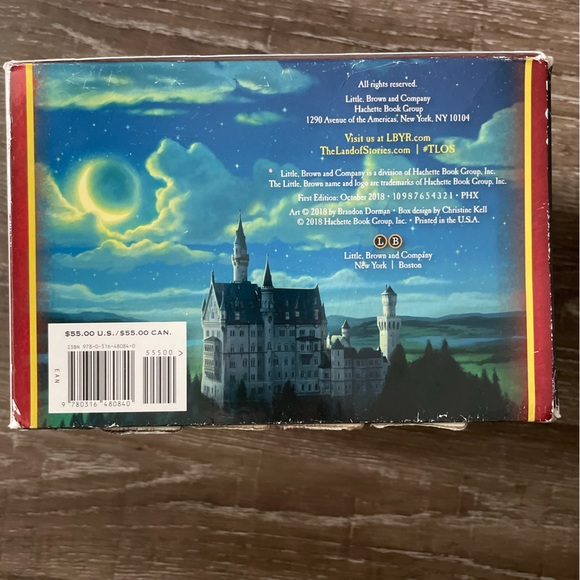 All rights reserved.
Little, Brown and Company
Hachette Book Group
1290 Avenue of the Americas, New York, NY 10104
Visit us at LBYR.com
TheLandofStories.com | #TLOS
Little, Brown and Company is a division of Hachette Book Group, Inc.
The Little, Brown name and logo are trademarks of Hachette Book Group, Inc.
First Edition: October 2018 • 10 9 8 7 6 5 4 3 2 1 • PHX
Art © 2018 by Brandon Dorman • Box design by Christine Kell
© 2018 Hachette Book Group, Inc. • Printed in the U.S.A.
L B
Little, Brown and Company
New York | Boston
$55.00 U.S. / $55.00 CAN.
ISBN 978-0-316-48084-0
55500 >
EAN
9 780316 480840